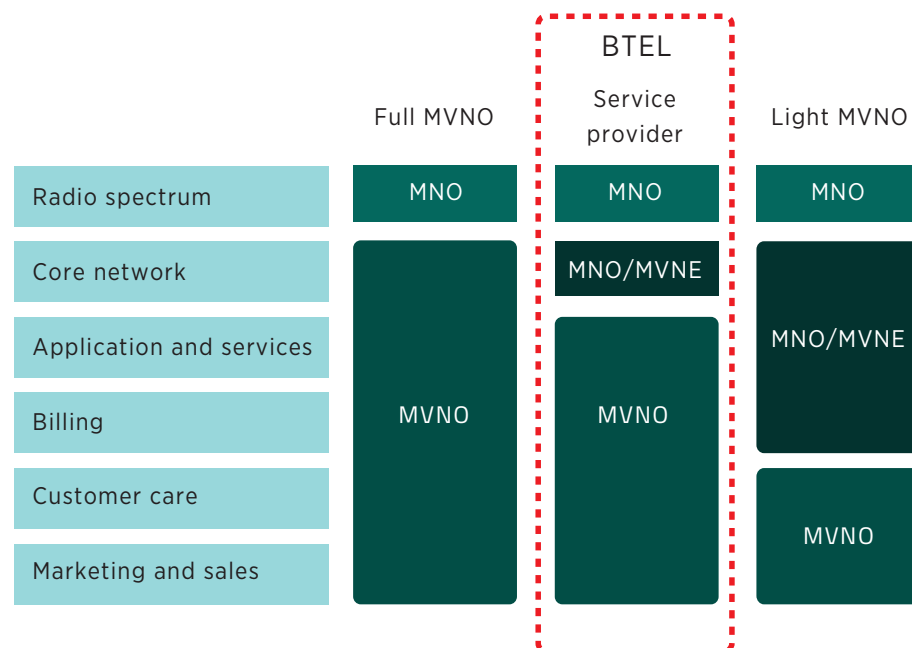 BTEL
Full MVNO
Service
provider
Light MVNO
Radio spectrum
MNO
MNO
MNO
Core network
MNO/MVNE
Application and services
MNO/MVNE
Billing
MVNO
MVNO
Customer care
MVNO
Marketing and sales